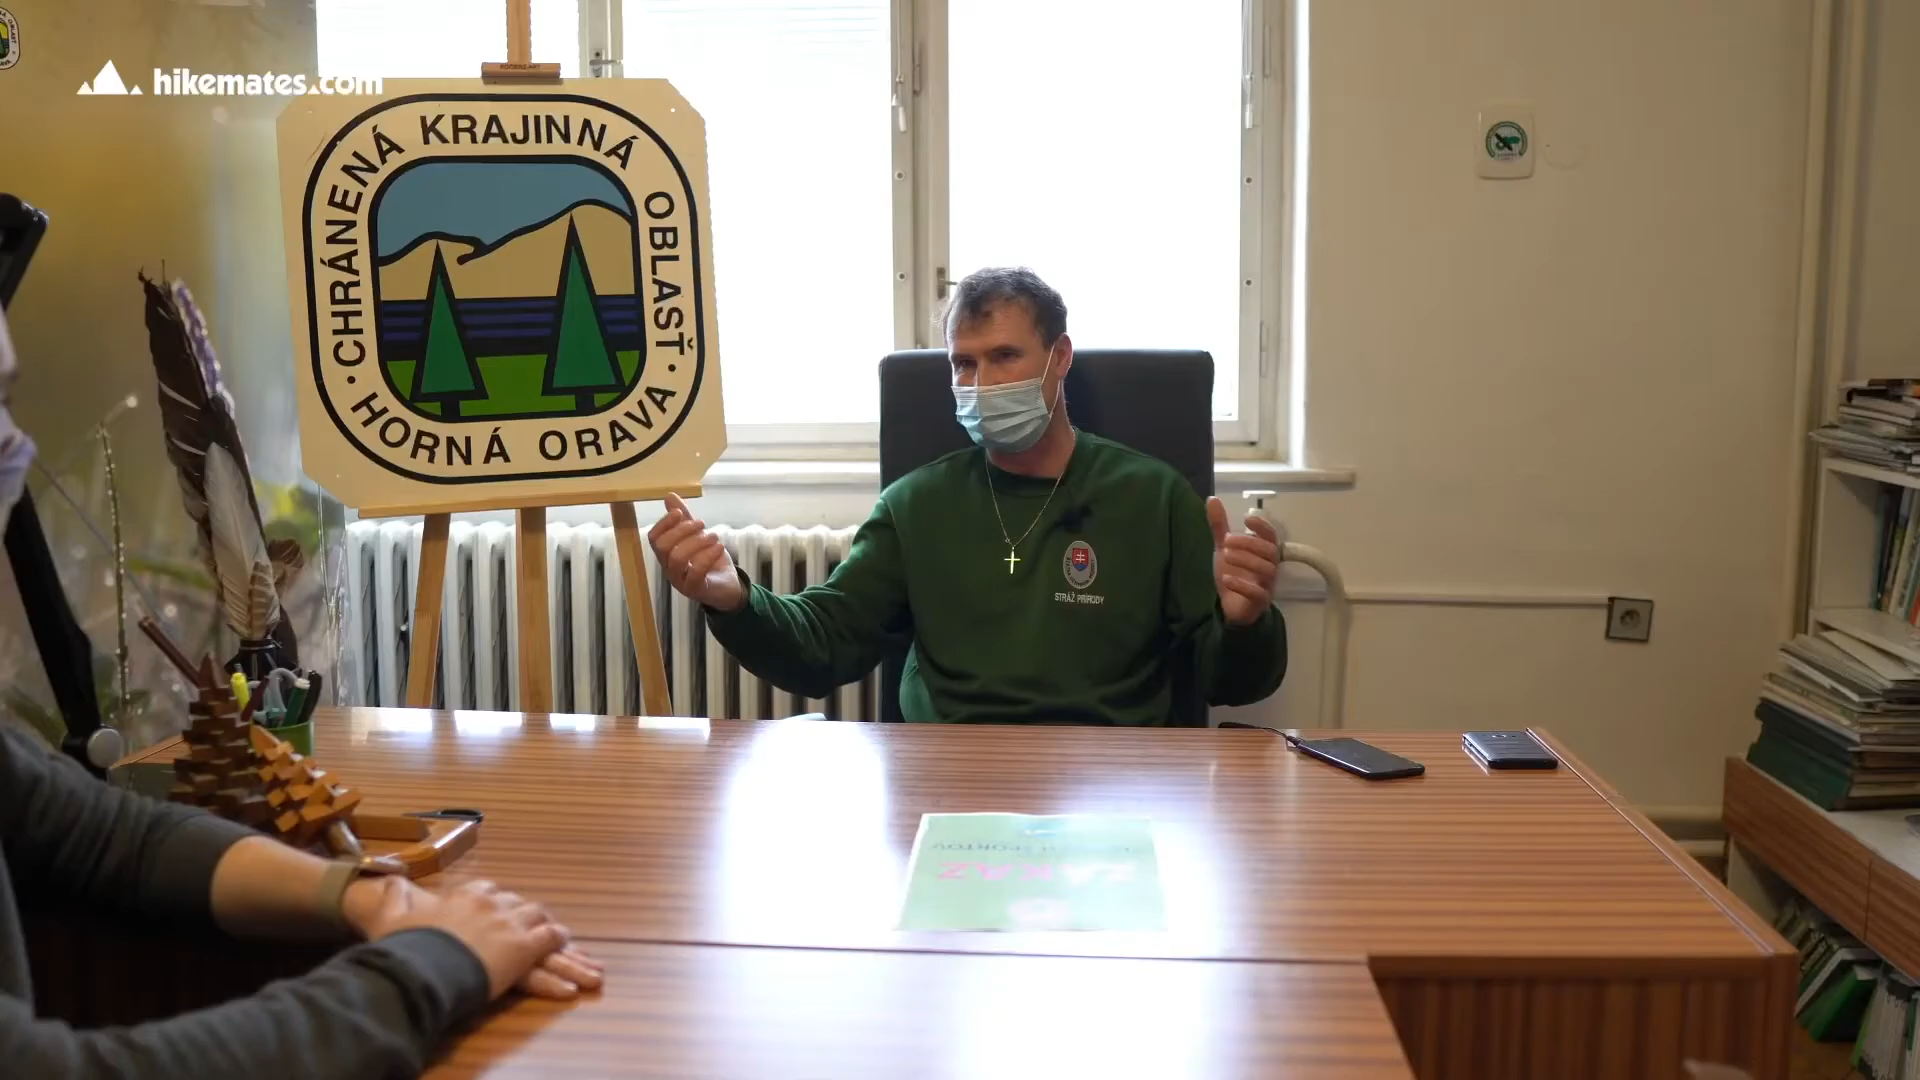 hikemates.com
CHRÁNENÁ KRAJINNÁ OBLASŤ
· HORNÁ ORAVA ·
STRÁŽ PRÍRODY
ZÁKAZ